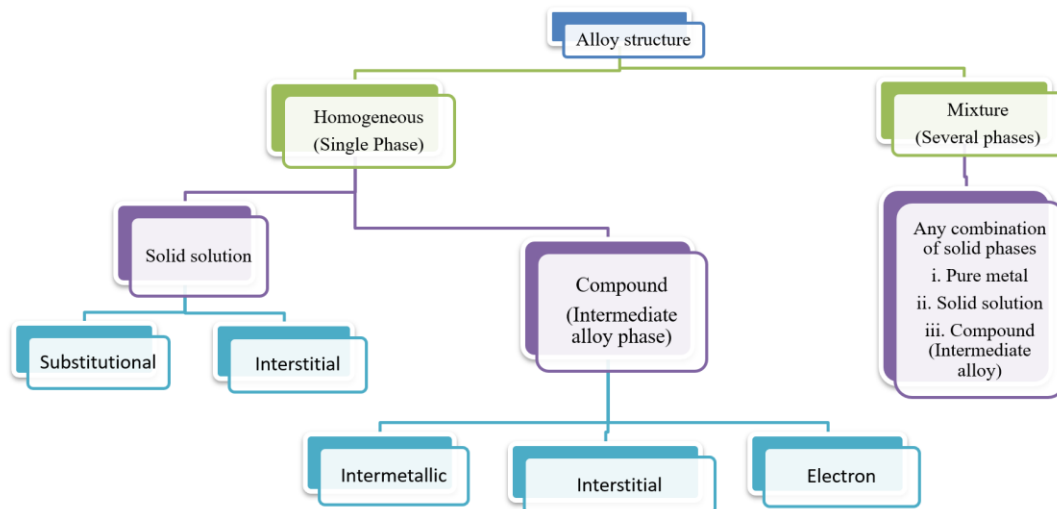 Alloy structure
Homogeneous
(Single Phase)
Mixture
(Several phases)
Solid solution
Compound
(Intermediate
alloy phase)
Any combination
of solid phases
i. Pure metal
ii. Solid solution
iii. Compound
(Intermediate
alloy)
Substitutional
Interstitial
Intermetallic
Interstitial
Electron